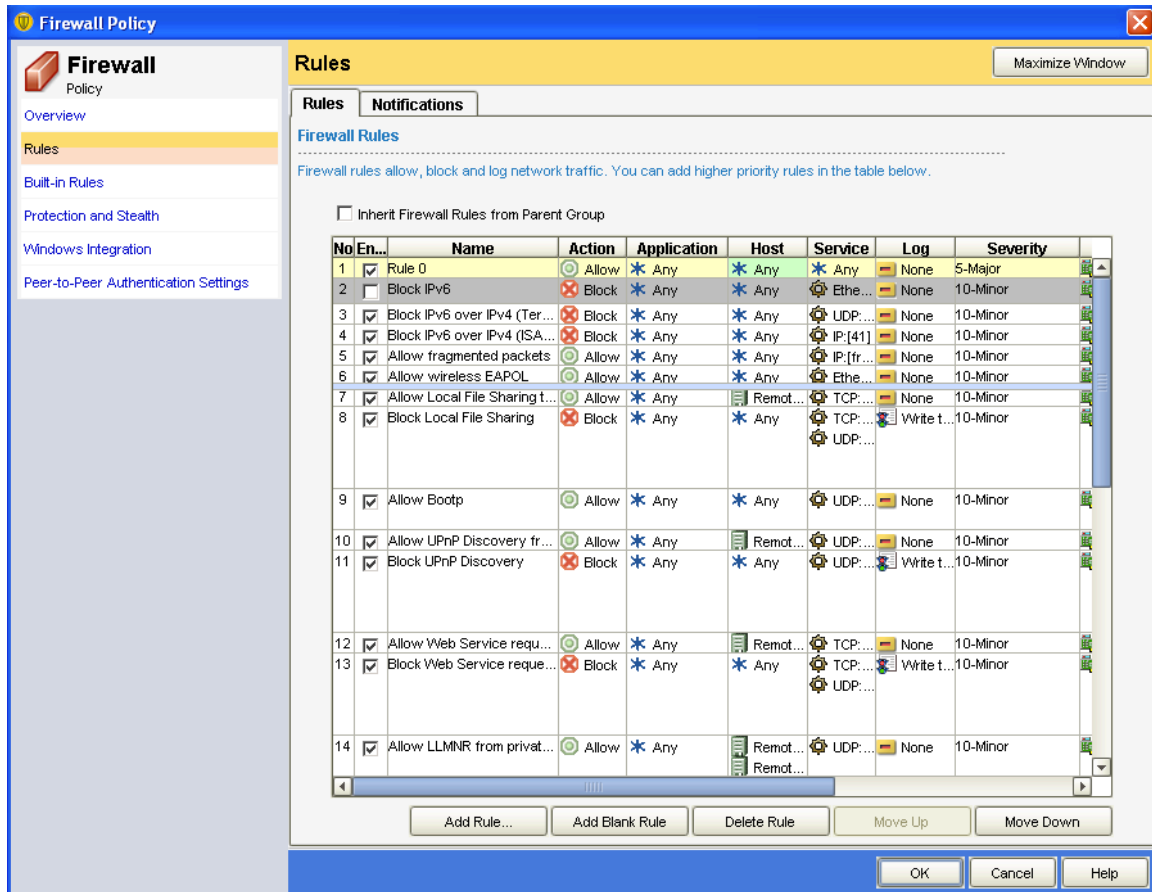 Firewall Policy
Firewall
Policy
Overview
Rules
Built-in Rules
Protection and Stealth
Windows Integration
Peer-to-Peer Authentication Settings
Rules
Maximize Window
Rules Notifications
Firewall Rules
Firewall rules allow, block and log network traffic. You can add higher priority rules in the table below.
Inherit Firewall Rules from Parent Group
No En... Name Action Application Host Service Log Severity
1 Rule 0 Allow Any Any Any None 5-Major
2 Block IPv6 Block Any Any Ethe... None 10-Minor
3 Block IPv6 over IPv4 (Ter... Block Any Any UDP:... None 10-Minor
4 Block IPv6 over IPv4 (ISA... Block Any Any IP:[41] None 10-Minor
5 Allow fragmented packets Allow Any Any IP:[fr... None 10-Minor
6 Allow wireless EAPOL Allow Any Any Ethe... None 10-Minor
7 Allow Local File Sharing t... Allow Any Remot... TCP:... None 10-Minor
8 Block Local File Sharing Block Any Any TCP:... Write t... 10-Minor
UDP:...
9 Allow Bootp Allow Any Any UDP:... None 10-Minor
10 Allow UPnP Discovery fr... Allow Any Remot... UDP:... None 10-Minor
11 Block UPnP Discovery Block Any Any UDP:... Write t... 10-Minor
12 Allow Web Service requ... Allow Any Remot... TCP:... None 10-Minor
13 Block Web Service reque... Block Any Any TCP:... Write t... 10-Minor
UDP:...
14 Allow LLMNR from privat... Allow Any Remot... UDP:... None 10-Minor
Remot...
Add Rule... Add Blank Rule Delete Rule Move Up Move Down
OK Cancel Help